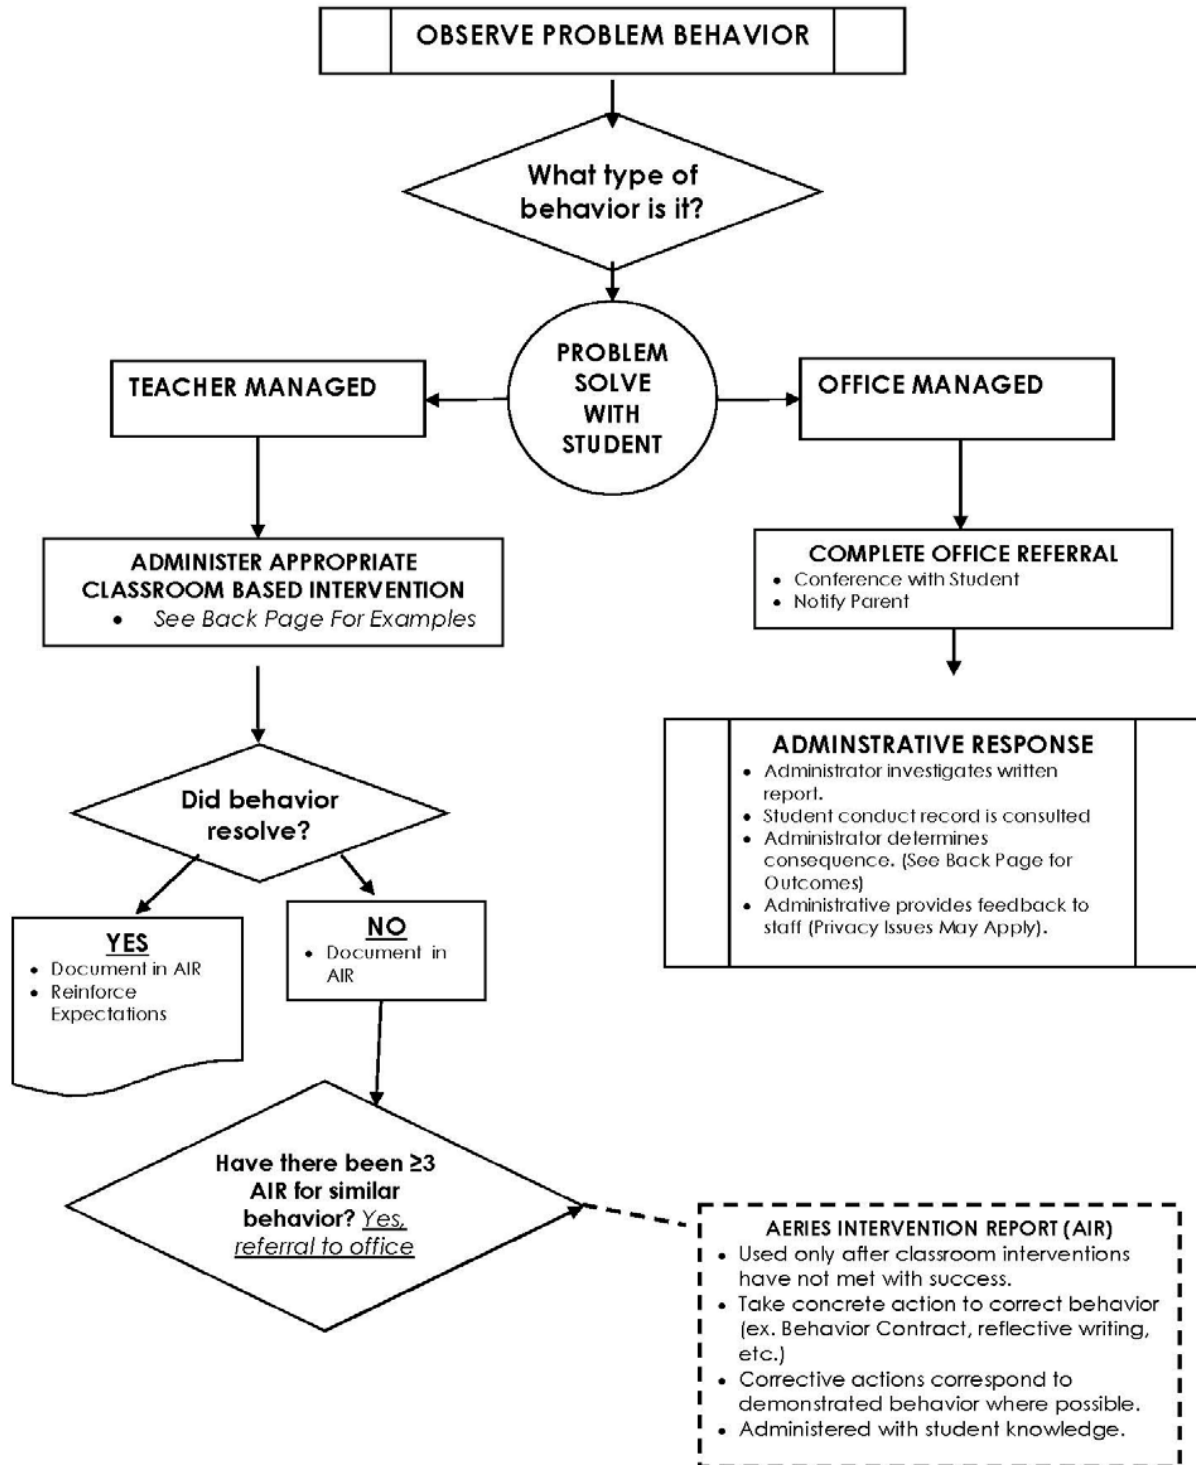 OBSERVE PROBLEM BEHAVIOR
What type of
behavior is it?
PROBLEM
SOLVE
WITH
STUDENT
TEACHER MANAGED
OFFICE MANAGED
ADMINISTER APPROPRIATE
CLASSROOM BASED INTERVENTION
• See Back Page For Examples
COMPLETE OFFICE REFERRAL
• Conference with Student
• Notify Parent
ADMINSTRATIVE RESPONSE
• Administrator investigates written
report.
• Student conduct record is consulted
• Administrator determines
consequence. (See Back Page for
Outcomes)
• Administrative provides feedback to
staff (Privacy Issues May Apply).
Did behavior
resolve?
YES
• Document in AIR
• Reinforce
Expectations
NO
• Document in
AIR
Have there been ≥3
AIR for similar
behavior? Yes,
referral to office
AERIES INTERVENTION REPORT (AIR)
• Used only after classroom interventions
have not met with success.
• Take concrete action to correct behavior
(ex. Behavior Contract, reflective writing,
etc.)
• Corrective actions correspond to
demonstrated behavior where possible.
• Administered with student knowledge.